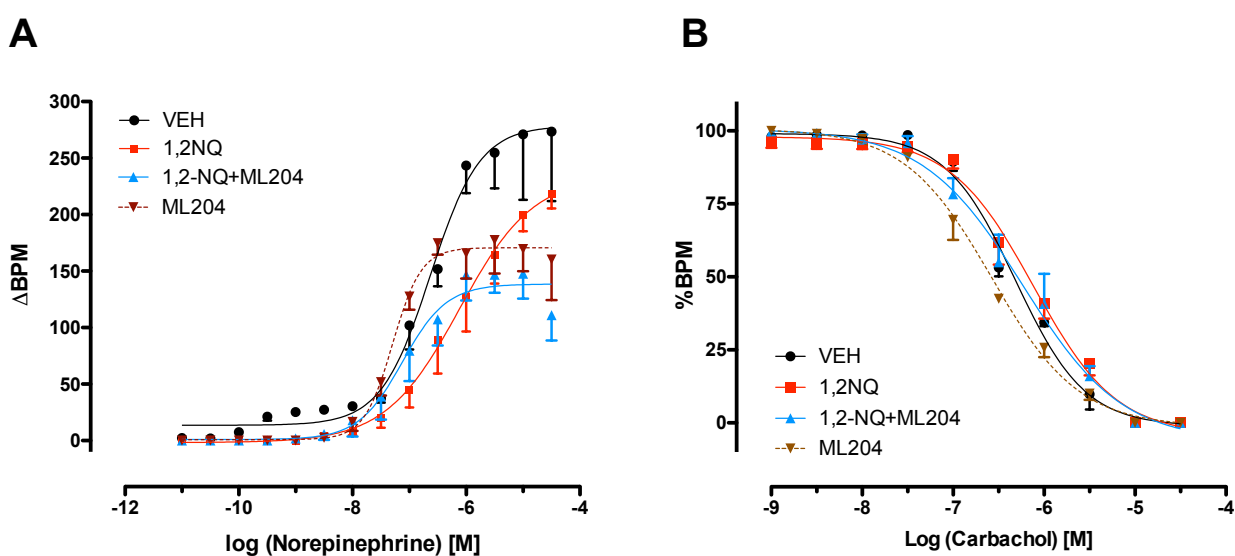 A
300
250
200
150
100
50
0
ΔBPM
VEH
1,2NQ
1,2-NQ+ML204
ML204
-12
-10
-8
-6
-4
log (Norepinephrine) [M]
B
100
75
50
25
0
%BPM
VEH
1,2NQ
1,2-NQ+ML204
ML204
-9
-8
-7
-6
-5
-4
Log (Carbachol) [M]